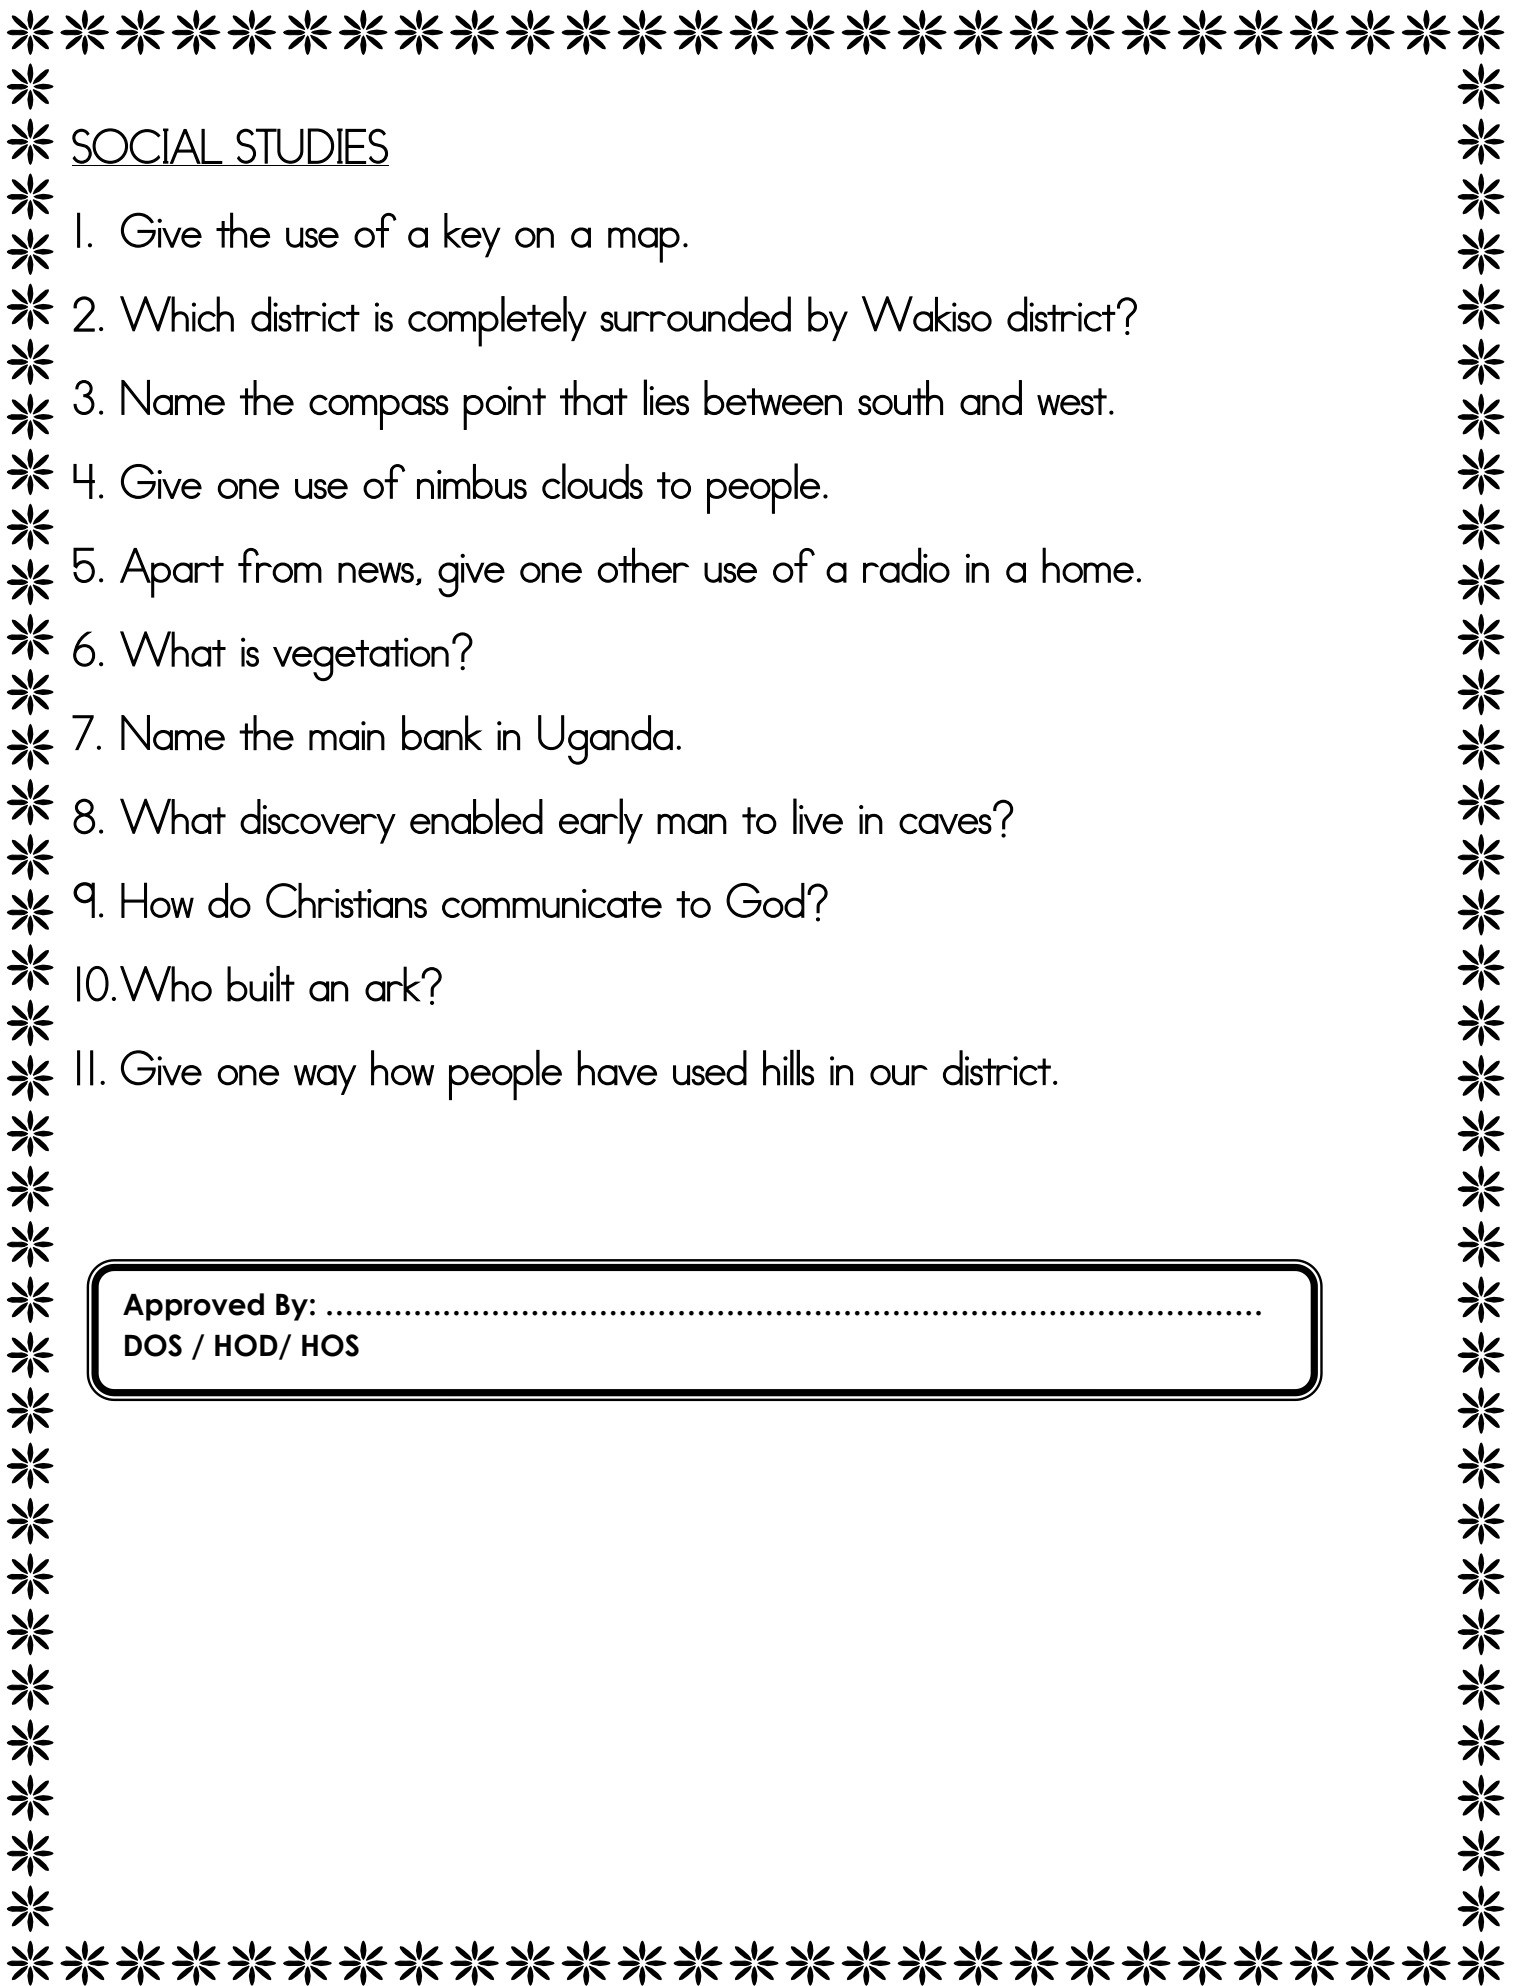 SOCIAL STUDIES
1. Give the use of a key on a map.
2. Which district is completely surrounded by Wakiso district?
3. Name the compass point that lies between south and west.
4. Give one use of nimbus clouds to people.
5. Apart from news, give one other use of a radio in a home.
6. What is vegetation?
7. Name the main bank in Uganda.
8. What discovery enabled early man to live in caves?
9. How do Christians communicate to God?
10. Who built an ark?
11. Give one way how people have used hills in our district.
Approved By: ................................................................................................
DOS / HOD/ HOS